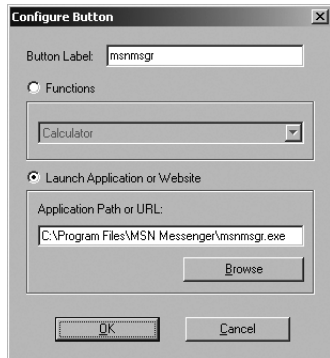 Configure Button
Button Label: msnmsgr
Functions
Calculator
Launch Application or Website
Application Path or URL:
C:\Program Files\MSN Messenger\msnmsgr.exe
Browse
OK Cancel